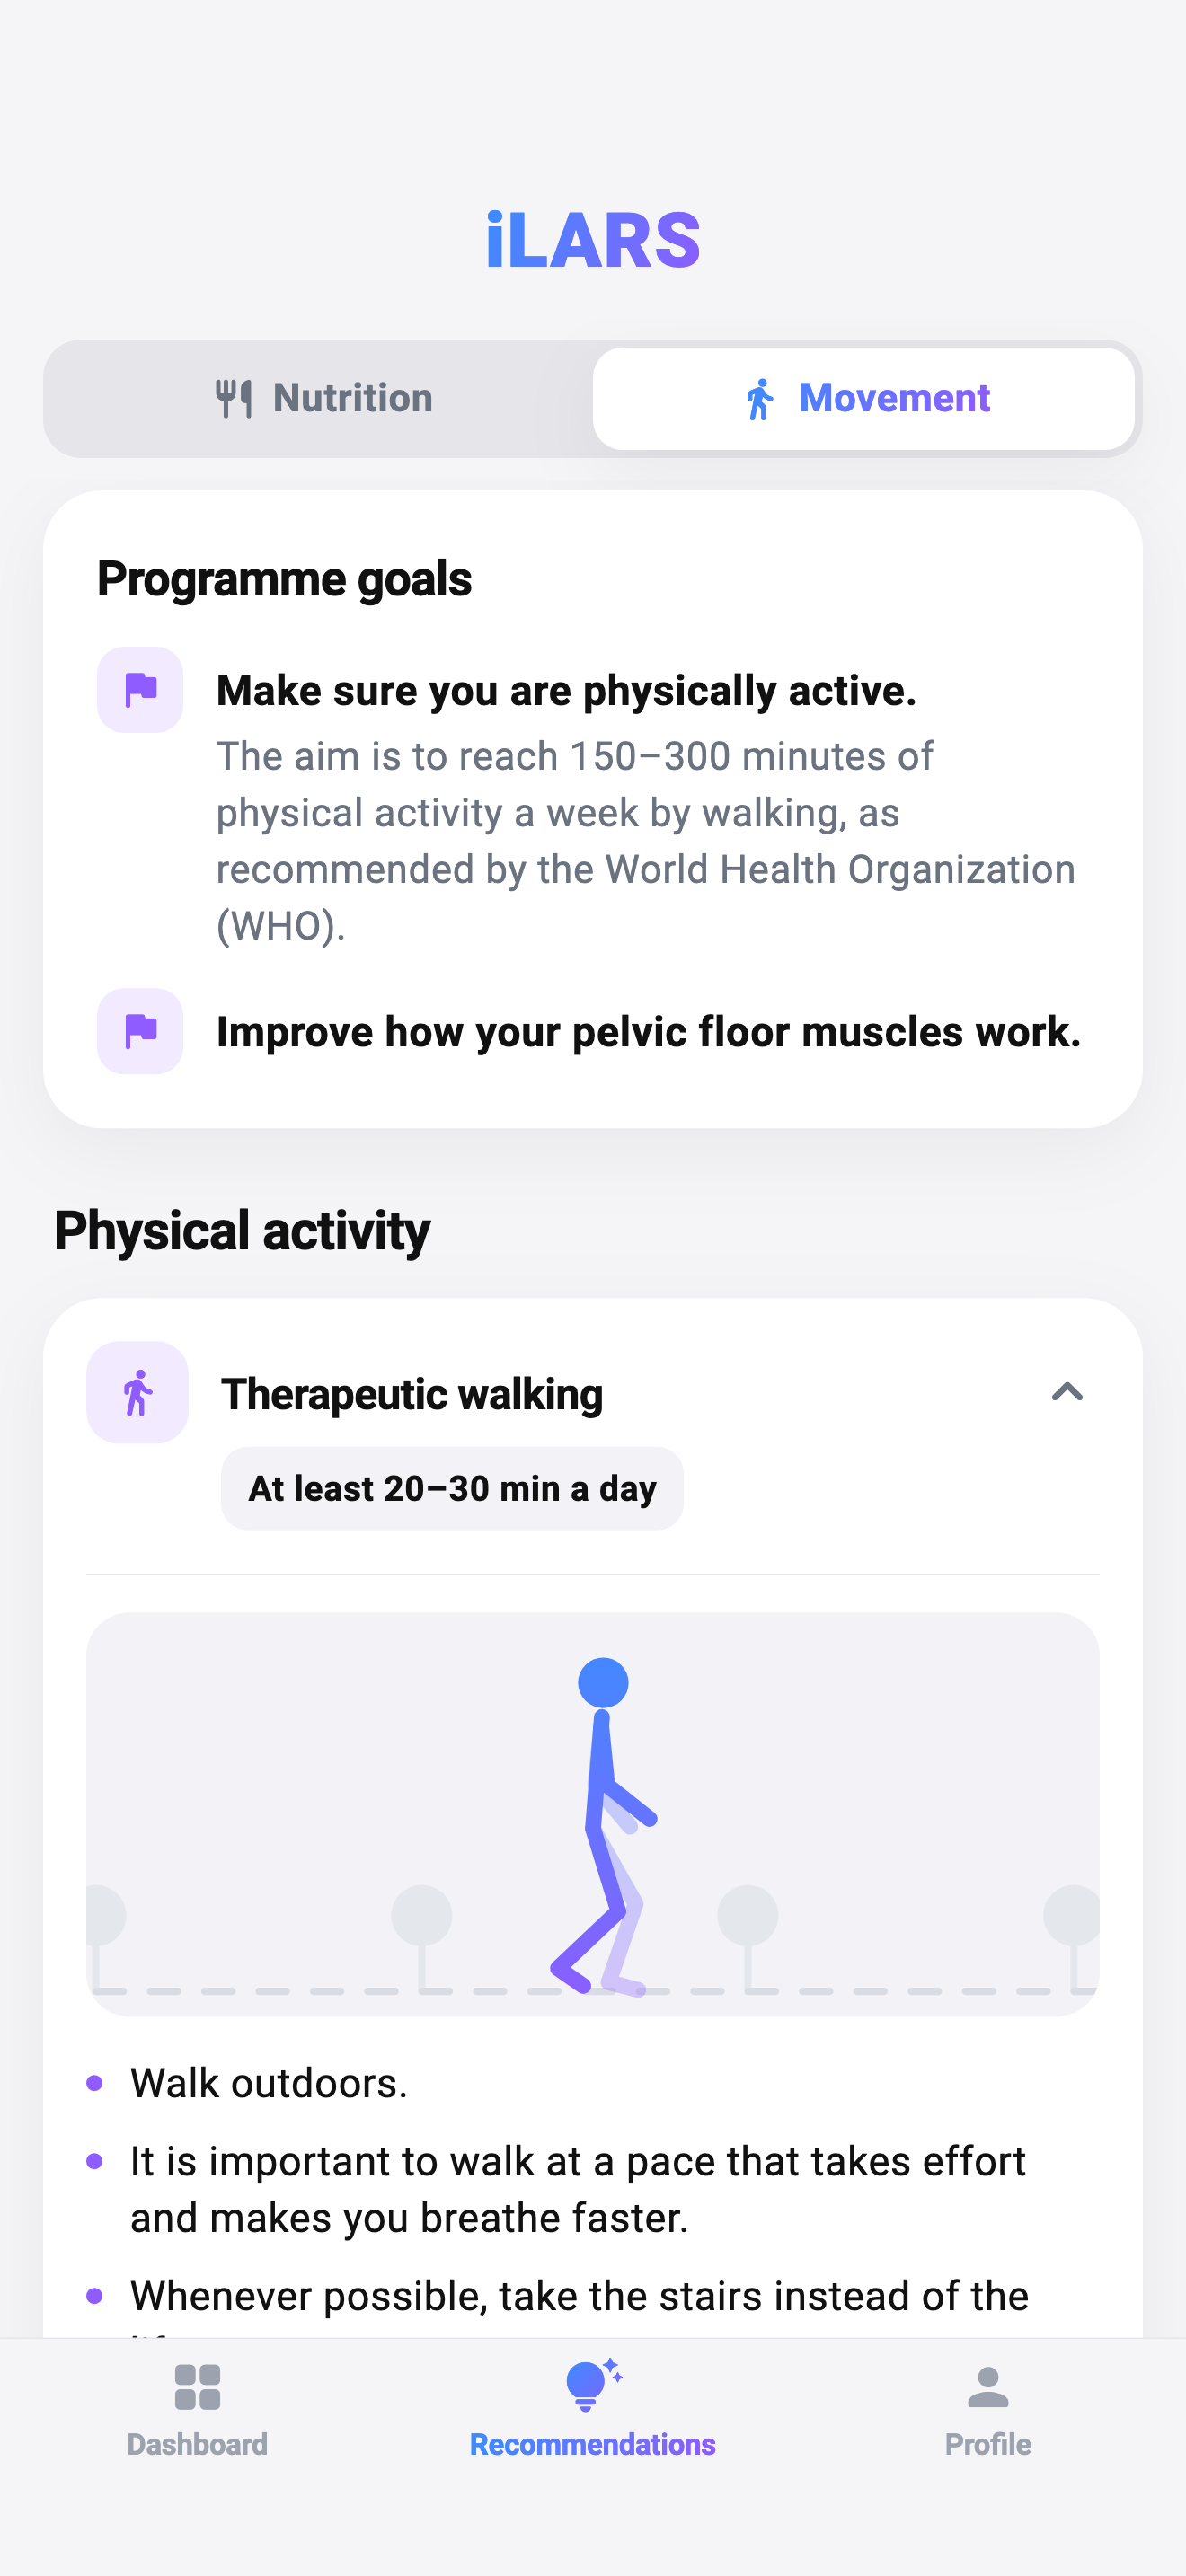 iLARS
Nutrition
Movement
Programme goals
Make sure you are physically active.
The aim is to reach 150–300 minutes of
physical activity a week by walking, as
recommended by the World Health Organization
(WHO).
Improve how your pelvic floor muscles work.
Physical activity
Therapeutic walking
At least 20–30 min a day
Walk outdoors.
It is important to walk at a pace that takes effort
and makes you breathe faster.
Whenever possible, take the stairs instead of the
Dashboard
Recommendations
Profile